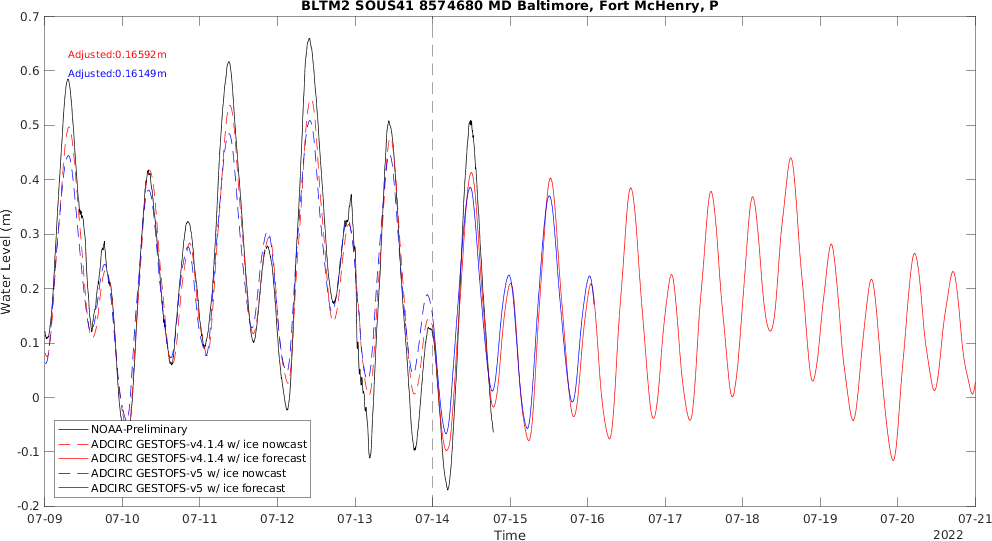 BLTM2 SOUS41 8574680 MD Baltimore, Fort McHenry, P
0.7
Adjusted:0.16592m
0.6
Adjusted:0.16149m
0.5
0.4
0.3
Water Level (m)
0.2
0.1
0
NOAA-Preliminary
ADCIRC GESTOFS-v4.1.4 w/ ice nowcast
-0.1
ADCIRC GESTOFS-v4.1.4 w/ ice forecast
ADCIRC GESTOFS-v5 w/ ice nowcast
ADCIRC GESTOFS-v5 w/ ice forecast
-0.2
07-09 07-10 07-11 07-12 07-13 07-14 07-15 07-16 07-17 07-18 07-19 07-20 07-21
Time
2022